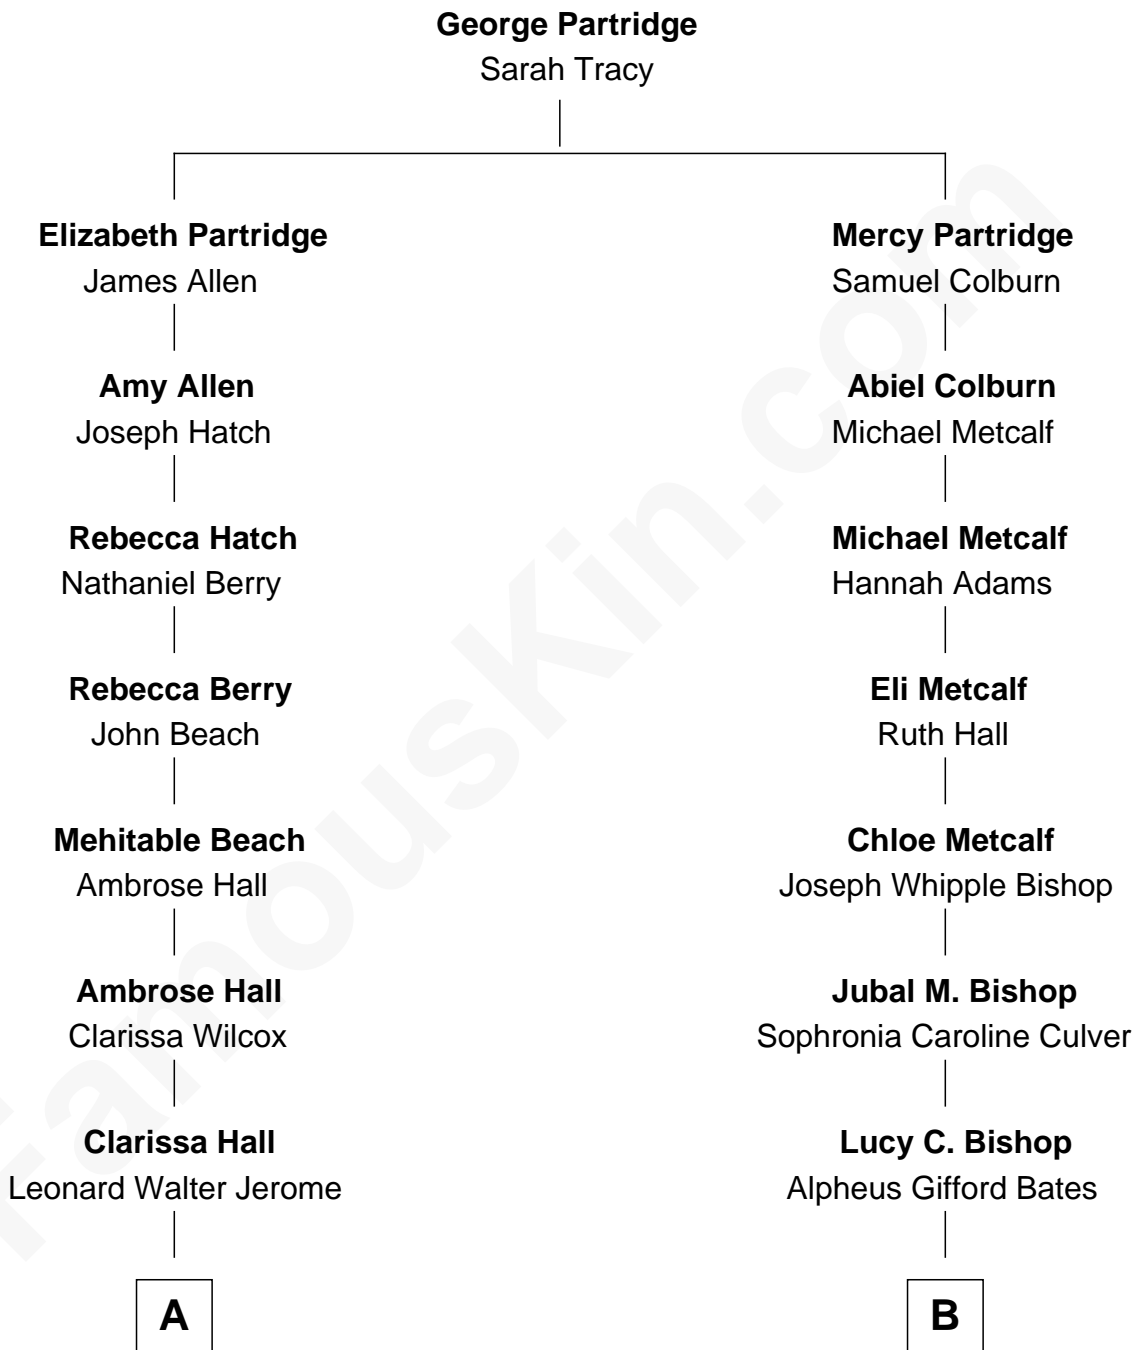 George Partridge
Sarah Tracy
Elizabeth Partridge
James Allen
Amy Allen
Joseph Hatch
Rebecca Hatch
Nathaniel Berry
Rebecca Berry
John Beach
Mehitable Beach
Ambrose Hall
Ambrose Hall
Clarissa Wilcox
Clarissa Hall
Leonard Walter Jerome
A
Mercy Partridge
Samuel Colburn
Abiel Colburn
Michael Metcalf
Michael Metcalf
Hannah Adams
Eli Metcalf
Ruth Hall
Chloe Metcalf
Joseph Whipple Bishop
Jubal M. Bishop
Sophronia Caroline Culver
Lucy C. Bishop
Alpheus Gifford Bates
B
FamousKin.com